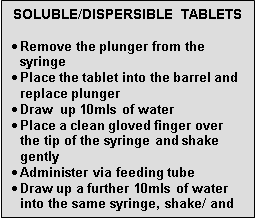 SOLUBLE/DISPERSIBLE TABLETS
• Remove the plunger from the
syringe
• Place the tablet into the barrel and
replace plunger
• Draw up 10mls of water
• Place a clean gloved finger over
the tip of the syringe and shake
gently
• Administer via feeding tube
• Draw up a further 10mls of water
into the same syringe, shake/ and